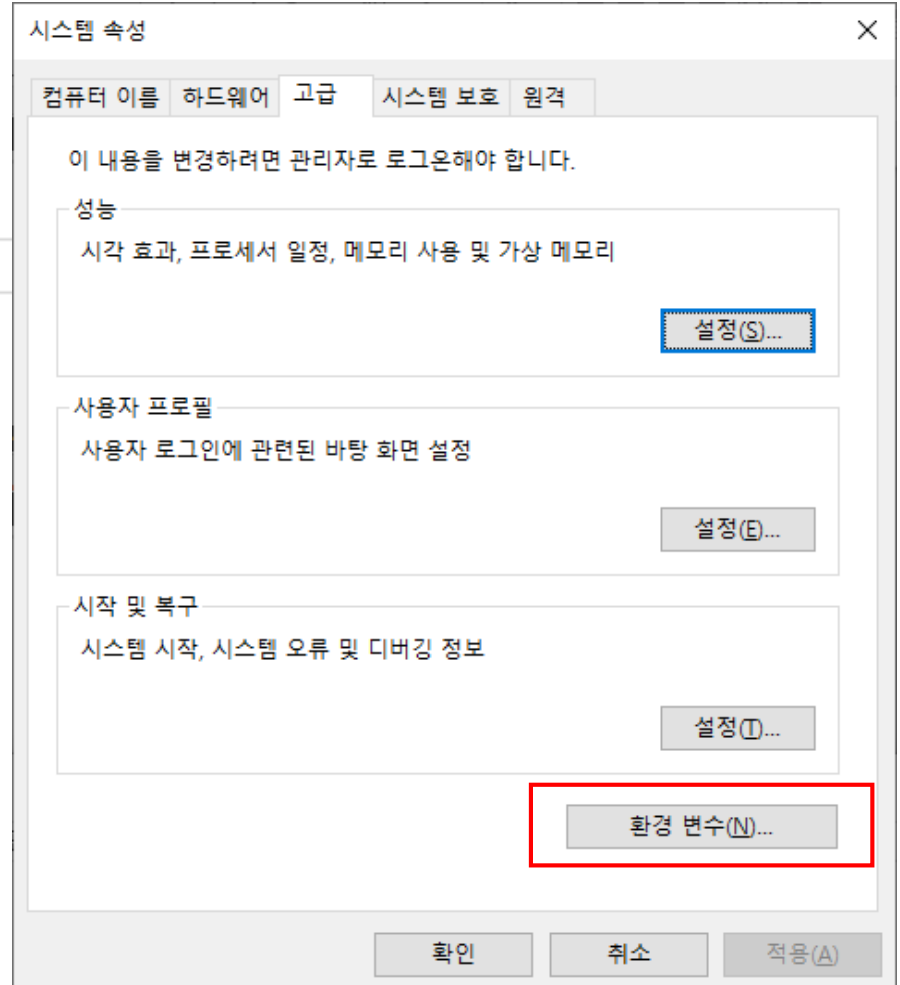 시스템 속성
컴퓨터 이름 하드웨어 고급 시스템 보호 원격
이 내용을 변경하려면 관리자로 로그온해야 합니다.
성능
시각 효과, 프로세서 일정, 메모리 사용 및 가상 메모리
설정(S)...
사용자 프로필
사용자 로그인에 관련된 바탕 화면 설정
설정(E)...
시작 및 복구
시스템 시작, 시스템 오류 및 디버깅 정보
설정(T)...
환경 변수(N)...
확인 취소 적용(A)